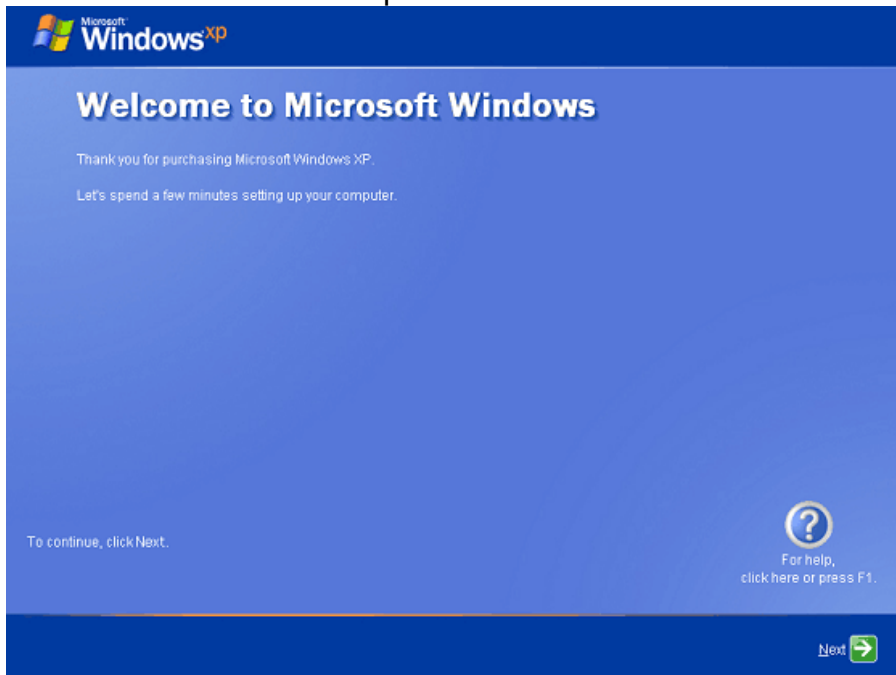 Microsoft
Windows xp
Welcome to Microsoft Windows
Thank you for purchasing Microsoft Windows XP.
Let's spend a few minutes setting up your computer.
To continue, click Next.
For help,
click here or press F1.
Next